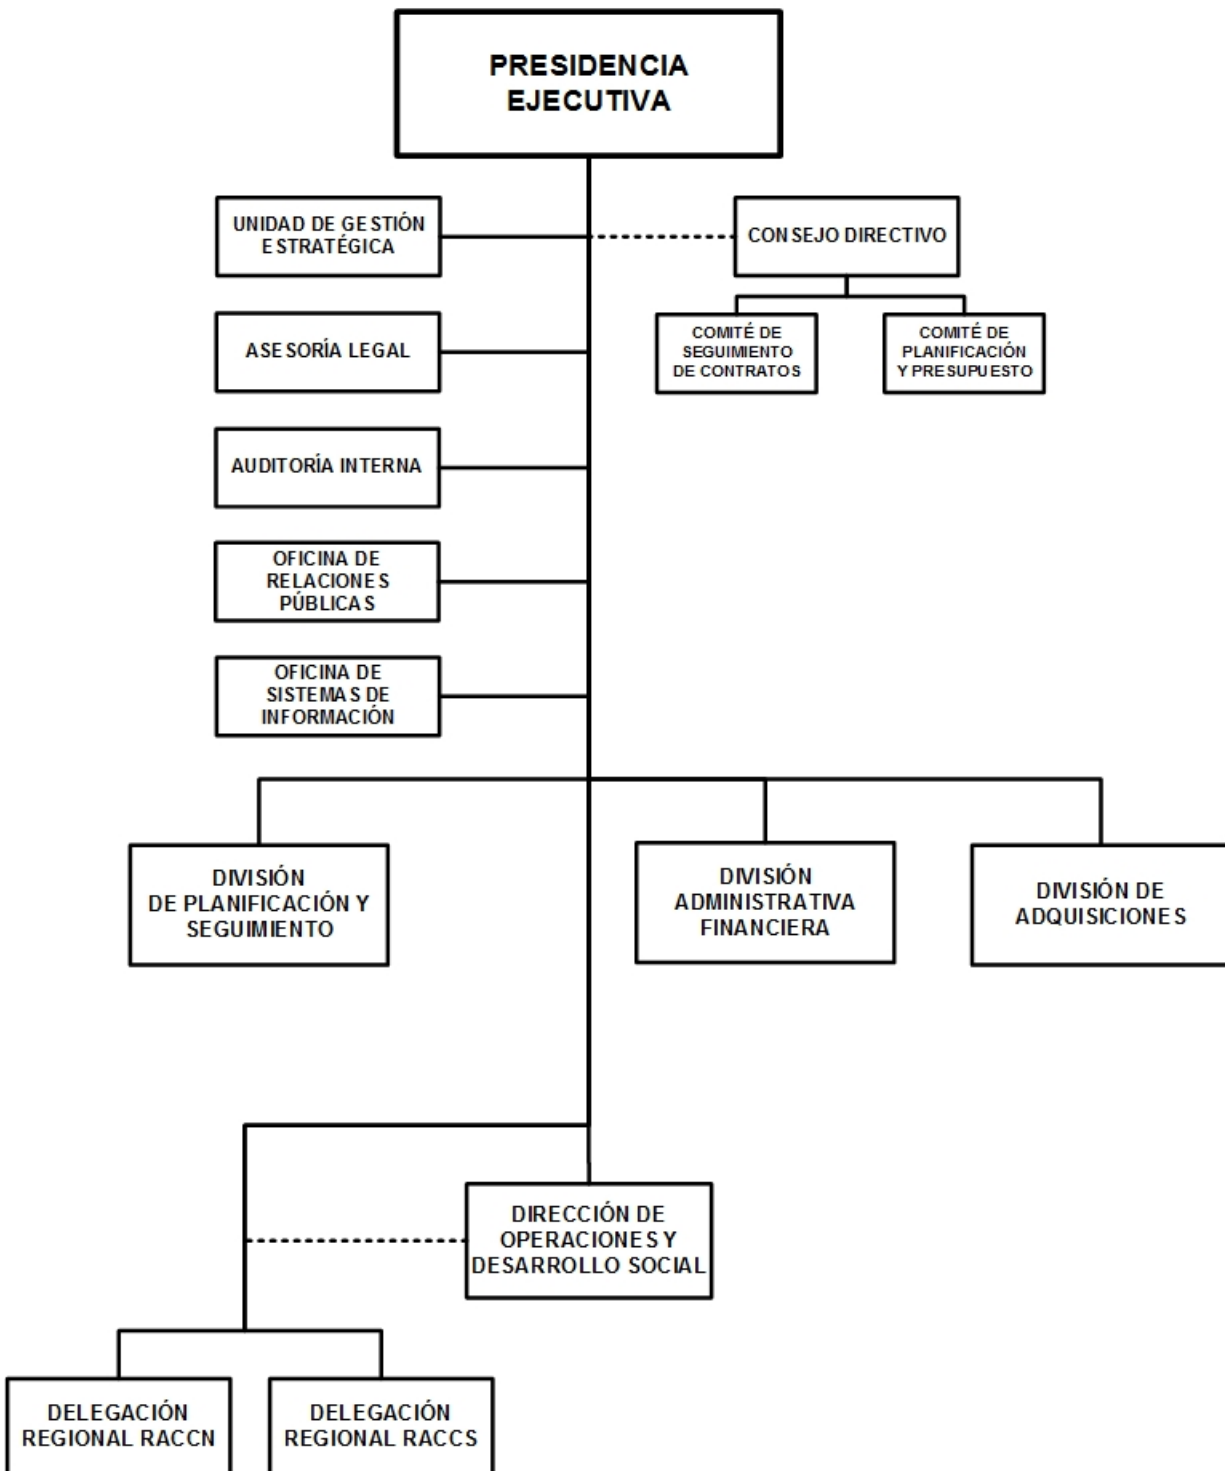 PRESIDENCIA
EJECUTIVA
UNIDAD DE GESTIÓN
ESTRATÉGICA
CONSEJO DIRECTIVO
COMITÉ DE
SEGUIMIENTO
DE CONTRATOS
COMITÉ DE
PLANIFICACIÓN
Y PRESUPUESTO
ASESORÍA LEGAL
AUDITORÍA INTERNA
OFICINA DE
RELACIONES
PÚBLICAS
OFICINA DE
SISTEMAS DE
INFORMACIÓN
DIVISIÓN
DE PLANIFICACIÓN Y
SEGUIMIENTO
DIVISIÓN
ADMINISTRATIVA
FINANCIERA
DIVISIÓN DE
ADQUISICIONES
DIRECCIÓN DE
OPERACIONES Y
DESARROLLO SOCIAL
DELEGACIÓN
REGIONAL RACCN
DELEGACIÓN
REGIONAL RACCS